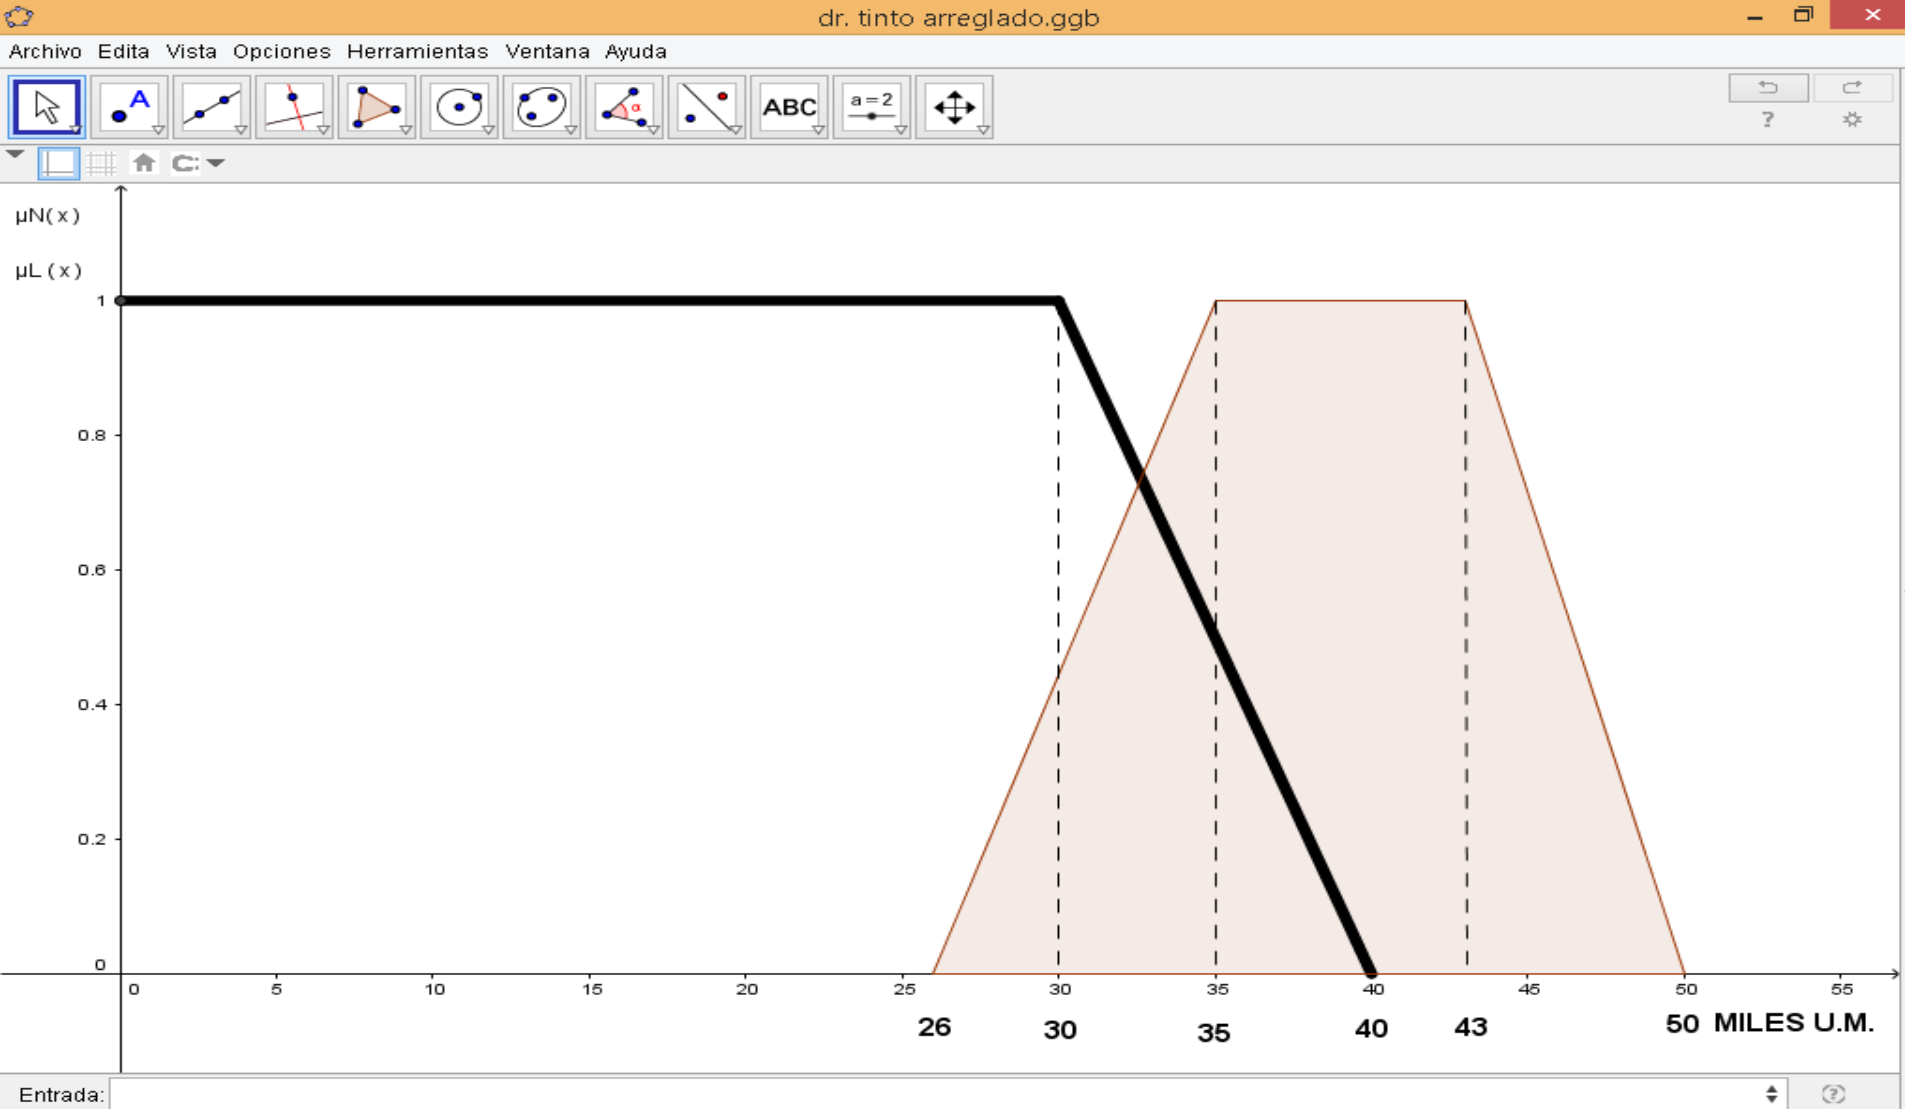 dr. tinto arreglado.ggb
Archivo Edita Vista Opciones Herramientas Ventana Ayuda
A α ABC a=2
?
C:
µN(x)
µL (x)
1
0.8
0.6
0.4
0.2
0
0 5 10 15 20 25 30 35 40 45 50 55
26 30 35 40 43 50 MILES U.M.
Entrada:
?